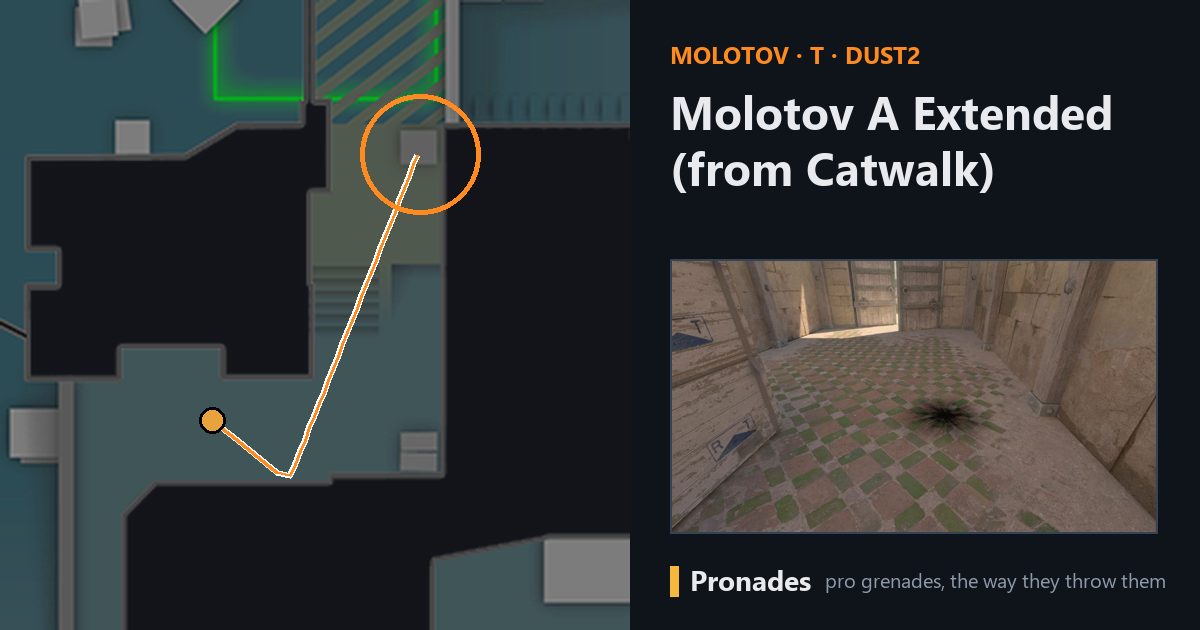 MOLOTOV · T · DUST2
Molotov A Extended
(from Catwalk)
T
R
Pronades pro grenades, the way they throw them